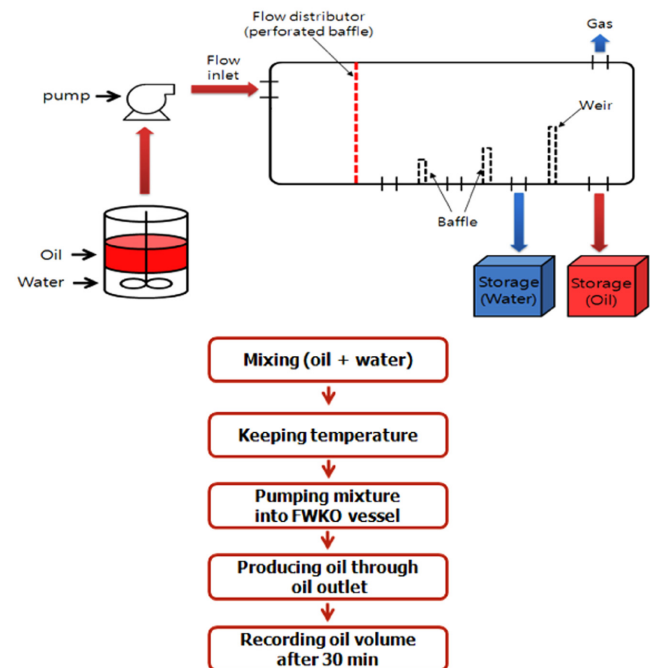 Flow distributor
(perforated baffle)
Gas
Flow
inlet
pump
Weir
Baffle
Oil
Water
Storage
(Water)
Storage
(Oil)
Mixing (oil + water)
Keeping temperature
Pumping mixture
into FWKO vessel
Producing oil through
oil outlet
Recording oil volume
after 30 min